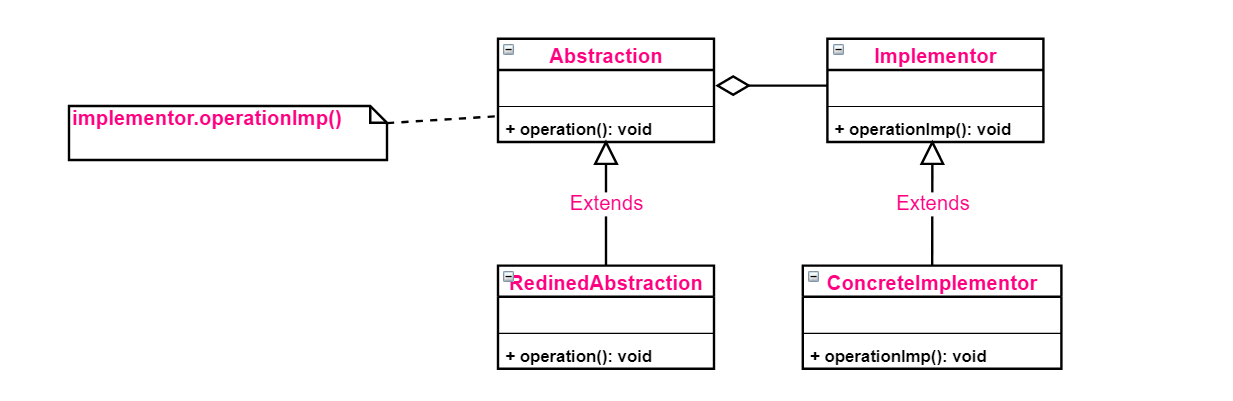 Abstraction
Implementor
implementor.operationImp()
+ operation(): void
+ operationImp(): void
Extends
Extends
RedinedAbstraction
ConcreteImplementor
+ operation(): void
+ operationImp(): void